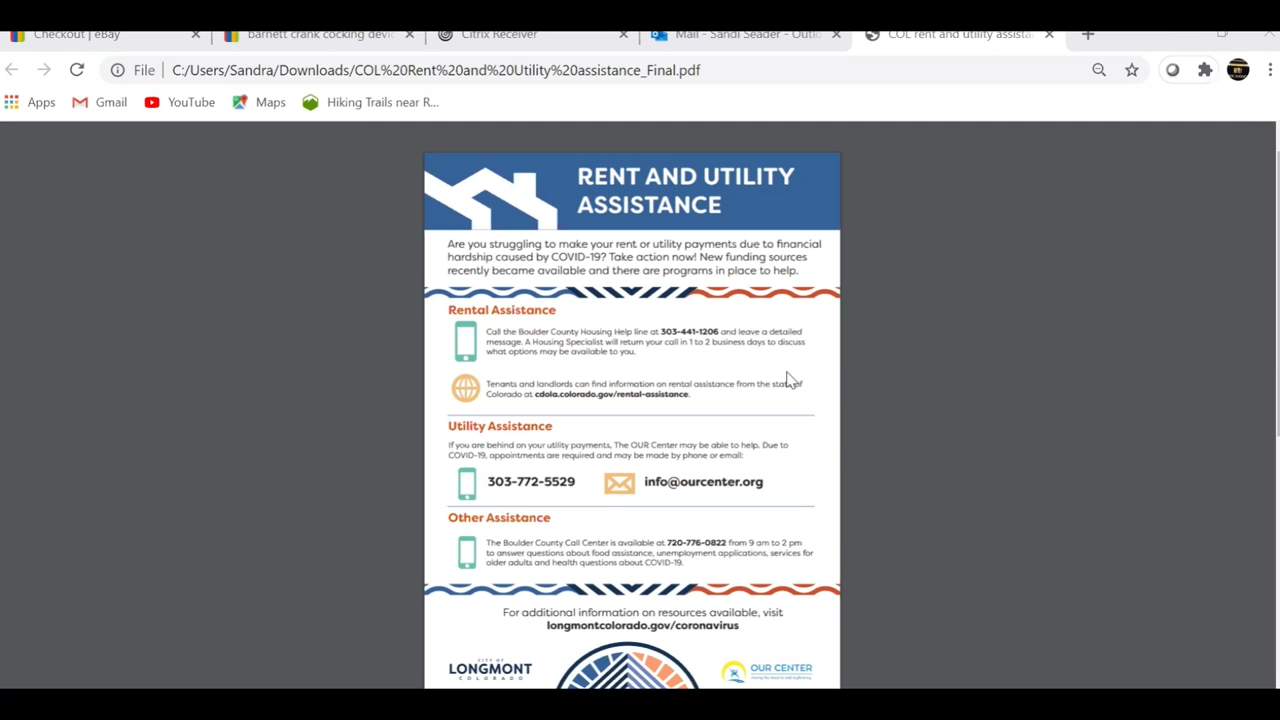 Checkout | eBay
barnett crank cocking devic
Citrix Receiver
Mail - Sandi Seader - Outlo
COL rent and utility assista
File
C:/Users/Sandra/Downloads/COL%20Rent%20and%20Utility%20assistance_Final.pdf
Apps
Gmail
YouTube
Maps
Hiking Trails near R...
RENT AND UTILITY
ASSISTANCE
Are you struggling to make your rent or utility payments due to financial
hardship caused by COVID-19? Take action now! New funding sources
recently became available and there are programs in place to help.
Rental Assistance
Call the Boulder County Housing Help line at 303-441-1206 and leave a detailed
message. A Housing Specialist will return your call in 1 to 2 business days to discuss
what options may be available to you.
Tenants and landlords can find information on rental assistance from the state of
Colorado at cdola.colorado.gov/rental-assistance.
Utility Assistance
If you are behind on your utility payments, The OUR Center may be able to help. Due to
COVID-19, appointments are required and may be made by phone or email:
303-772-5529
info@ourcenter.org
Other Assistance
The Boulder County Call Center is available at 720-776-0822 from 9 am to 2 pm
to answer questions about food assistance, unemployment applications, services for
older adults and health questions about COVID-19.
For additional information on resources available, visit
longmontcolorado.gov/coronavirus
CITY OF
LONGMONT
COLORADO
OUR CENTER